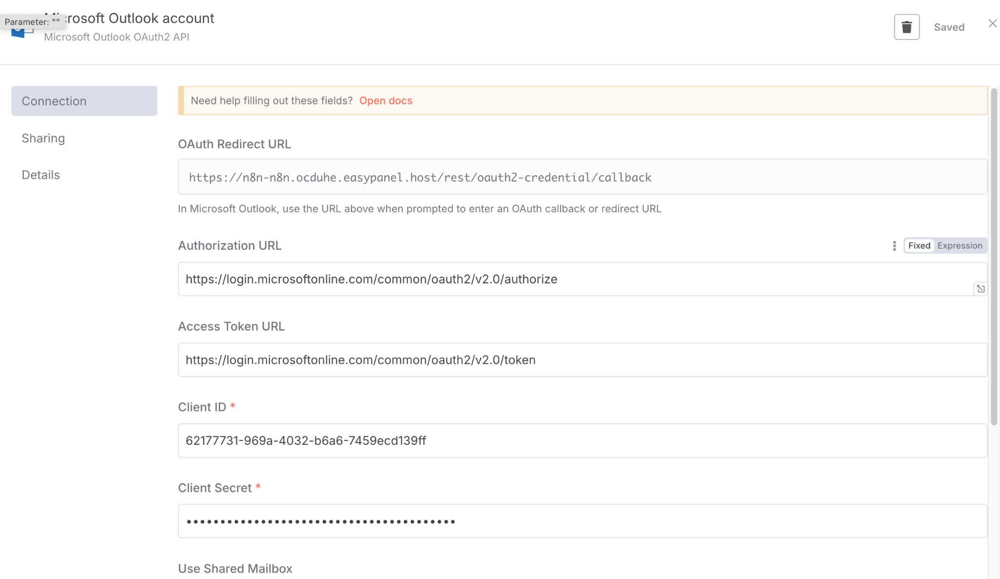 Parameter: ""
crosoft Outlook account
Microsoft Outlook OAuth2 API
Saved
Connection
Sharing
Details
Need help filling out these fields? Open docs
OAuth Redirect URL
https://n8n-n8n.ocduhe.easypanel.host/rest/oauth2-credential/callback
In Microsoft Outlook, use the URL above when prompted to enter an OAuth callback or redirect URL
Authorization URL
Fixed Expression
https://login.microsoftonline.com/common/oauth2/v2.0/authorize
Access Token URL
https://login.microsoftonline.com/common/oauth2/v2.0/token
Client ID *
62177731-969a-4032-b6a6-7459ecd139ff
Client Secret *
••••••••••••••••••••••••••••••••••••••••
Use Shared Mailbox